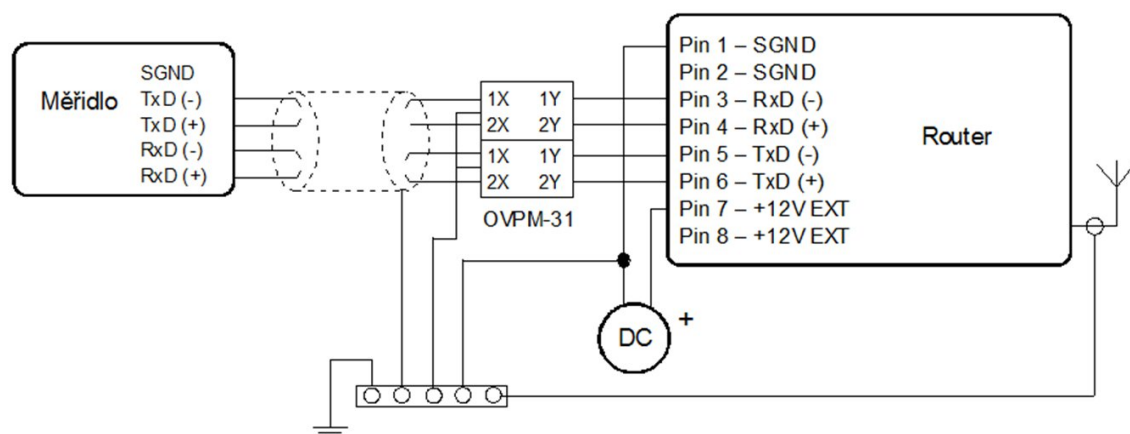 Měřidlo
SGND
TxD (-)
TxD (+)
RxD (-)
RxD (+)
1X 1Y
2X 2Y
1X 1Y
2X 2Y
OVPM-31
Pin 1 – SGND
Pin 2 – SGND
Pin 3 – RxD (-)
Pin 4 – RxD (+)
Pin 5 – TxD (-)
Pin 6 – TxD (+)
Pin 7 – +12V EXT
Pin 8 – +12V EXT
Router
DC +